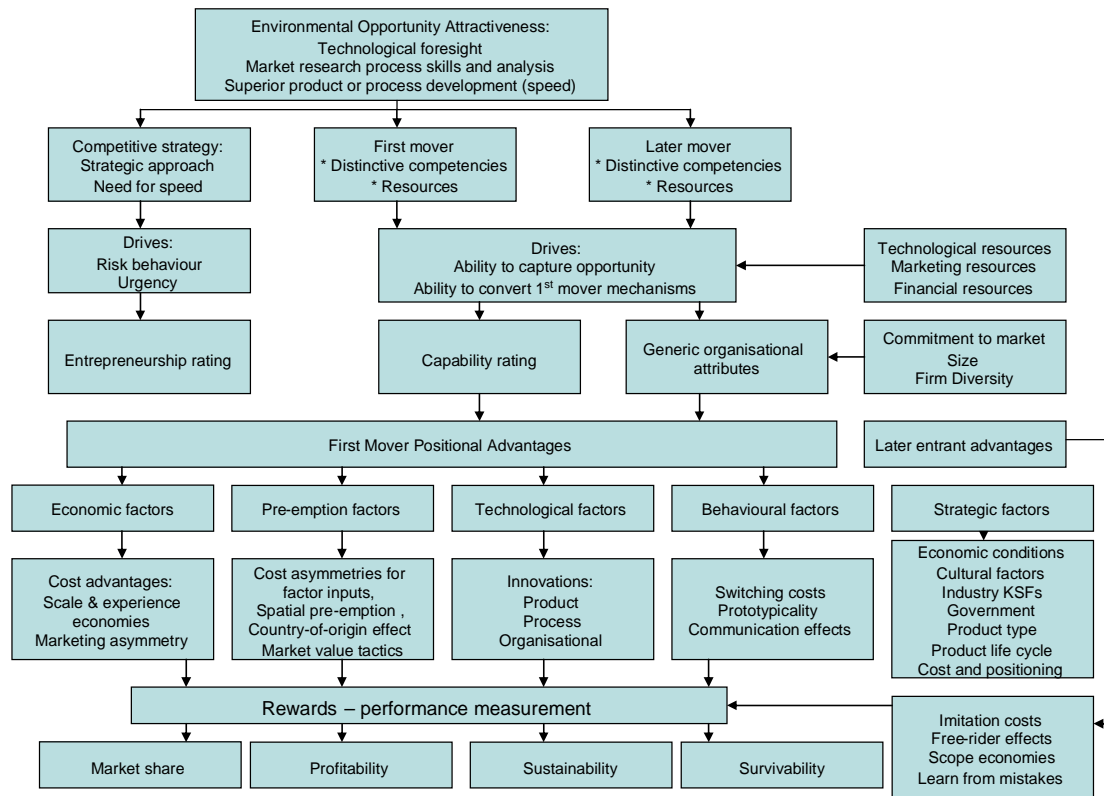 Environmental Opportunity Attractiveness:
Technological foresight
Market research process skills and analysis
Superior product or process development (speed)
Competitive strategy:
Strategic approach
Need for speed
First mover
* Distinctive competencies
* Resources
Later mover
* Distinctive competencies
* Resources
Drives:
Risk behaviour
Urgency
Drives:
Ability to capture opportunity
Ability to convert 1st mover mechanisms
Technological resources
Marketing resources
Financial resources
Entrepreneurship rating
Capability rating
Generic organisational
attributes
Commitment to market
Size
Firm Diversity
First Mover Positional Advantages
Later entrant advantages
Economic factors
Pre-emption factors
Technological factors
Behavioural factors
Strategic factors
Cost advantages:
Scale & experience
economies
Marketing asymmetry
Cost asymmetries for
factor inputs,
Spatial pre-emption ,
Country-of-origin effect
Market value tactics
Innovations:
Product
Process
Organisational
Switching costs
Prototypicality
Communication effects
Economic conditions
Cultural factors
Industry KSFs
Government
Product type
Product life cycle
Cost and positioning
Rewards – performance measurement
Imitation costs
Free-rider effects
Scope economies
Learn from mistakes
Market share
Profitability
Sustainability
Survivability